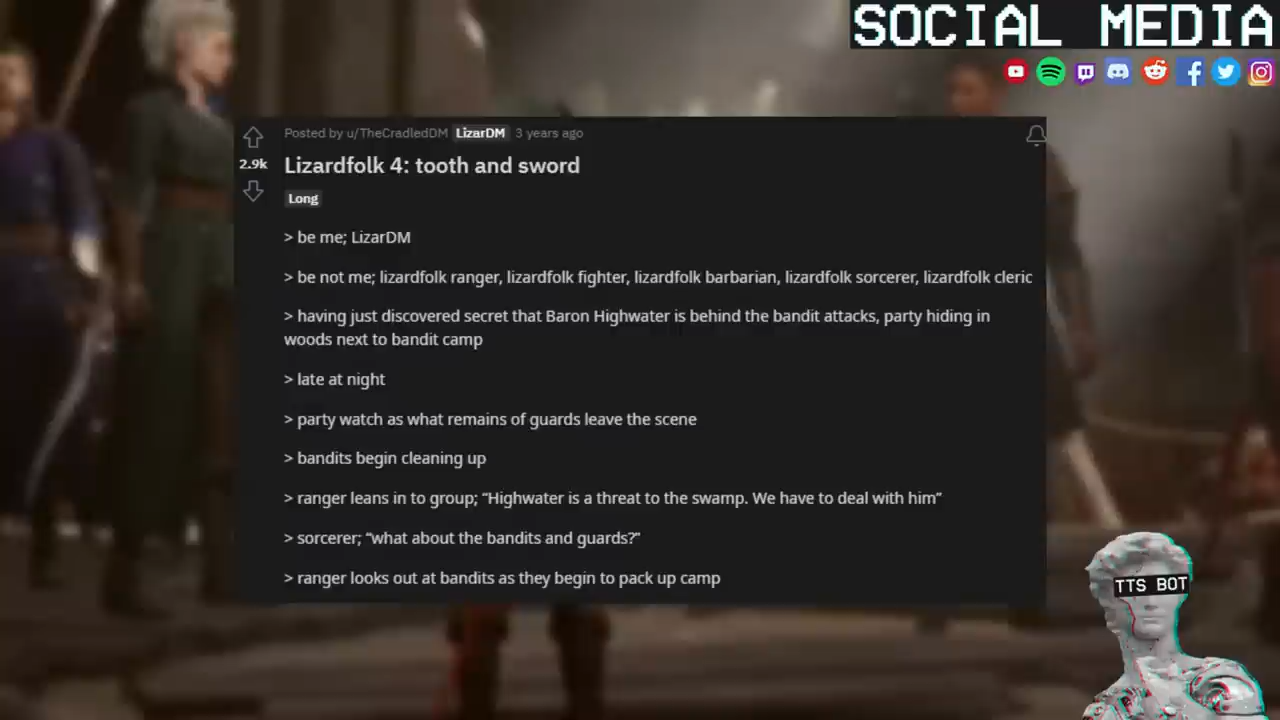 SOCIAL MEDIA
Posted by u/TheCradledDM LizarDM 3 years ago
2.9k
Lizardfolk 4: tooth and sword
Long
> be me; LizarDM
> be not me; lizardfolk ranger, lizardfolk fighter, lizardfolk barbarian, lizardfolk sorcerer, lizardfolk cleric
> having just discovered secret that Baron Highwater is behind the bandit attacks, party hiding in
woods next to bandit camp
> late at night
> party watch as what remains of guards leave the scene
> bandits begin cleaning up
> ranger leans in to group; “Highwater is a threat to the swamp. We have to deal with him”
> sorcerer; “what about the bandits and guards?”
> ranger looks out at bandits as they begin to pack up camp
TTS BOT